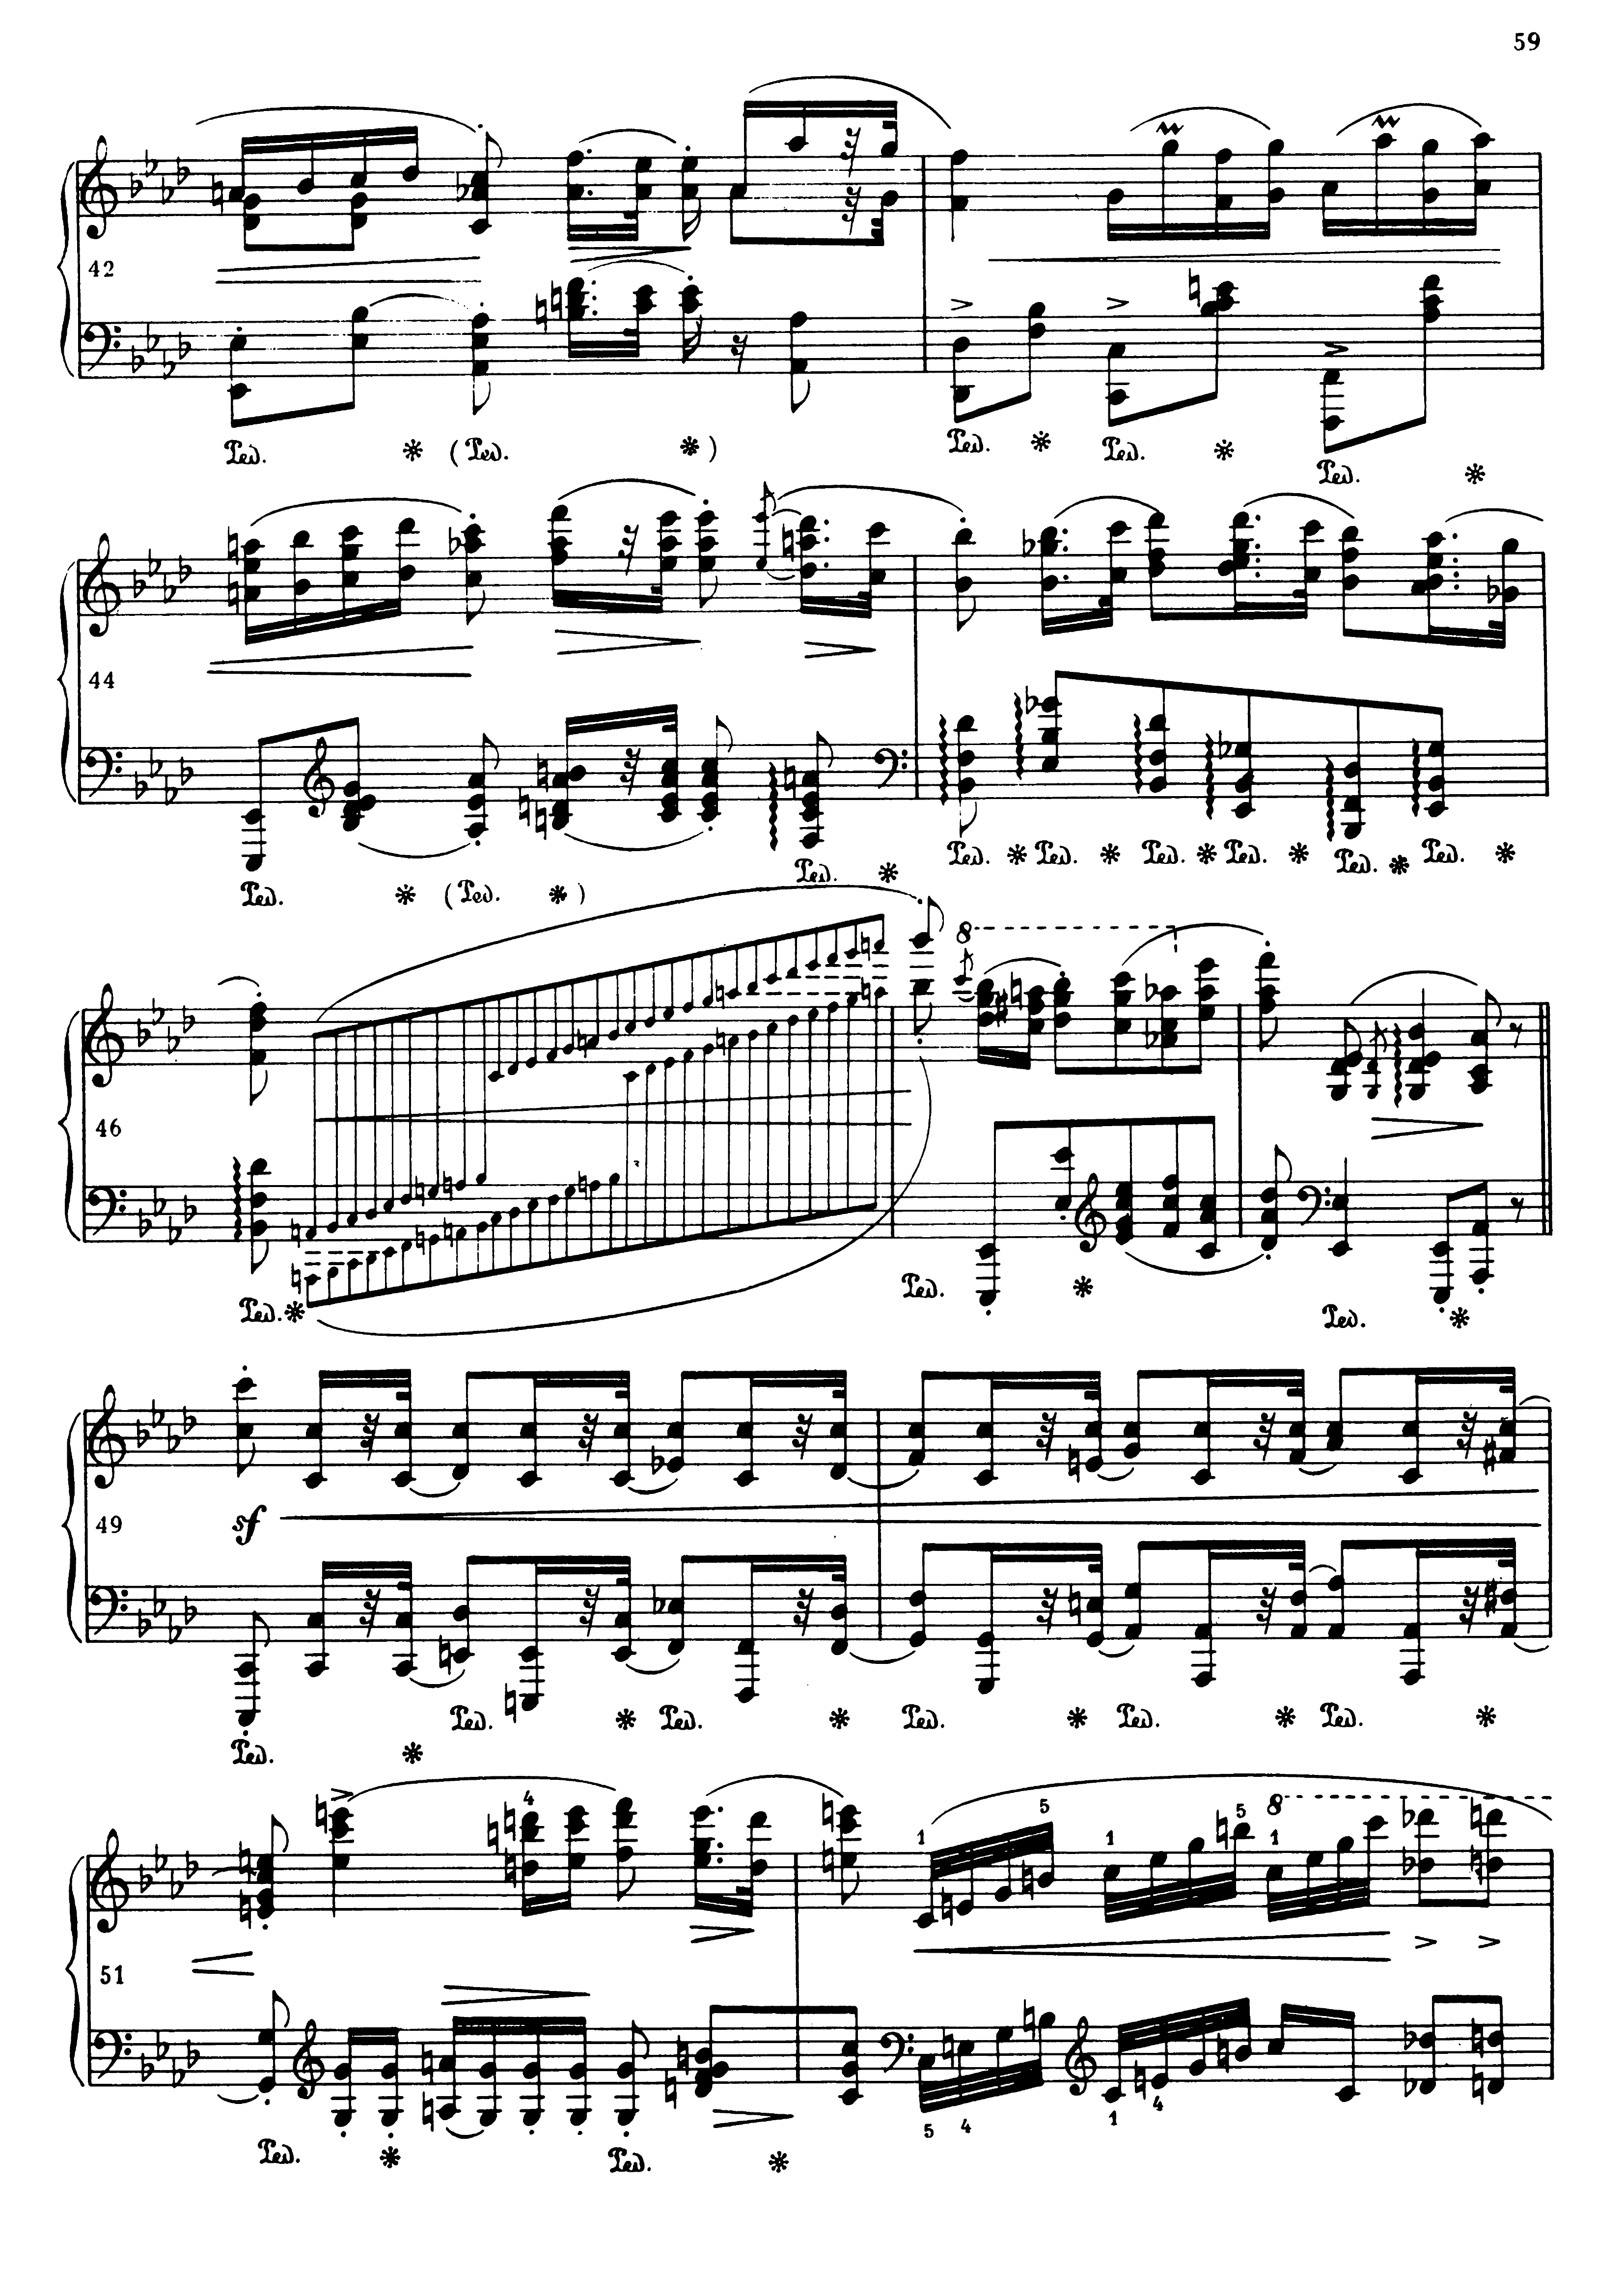 59
42
Ped. * (Ped. *) Ped. * Ped. * Ped. *
44
Ped. * (Ped. *) Ped. * Ped. * Ped. * Ped. * Ped. * Ped. * Ped. *
8
46
Ped. * Ped. * Ped. *
49 sf
Ped. * Ped. * Ped. * Ped. * Ped. * Ped. *
4 1 5 1 5 8 1
51
5 4 1 4
Ped. * Ped. *